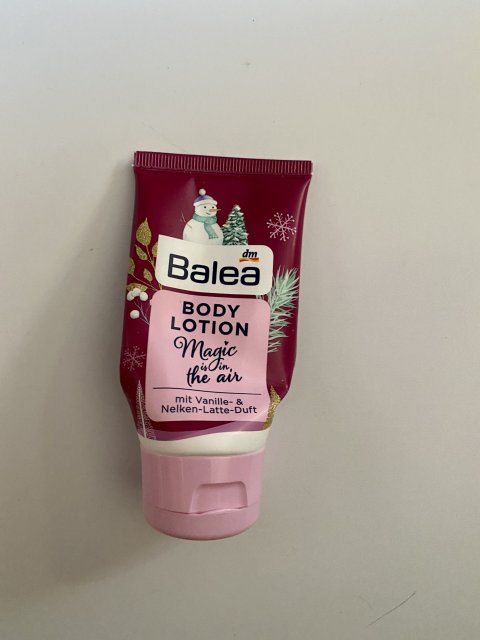 dm
Balea
BODY
LOTION
Magic
is in
the air
mit Vanille- &
Nelken-Latte-Duft